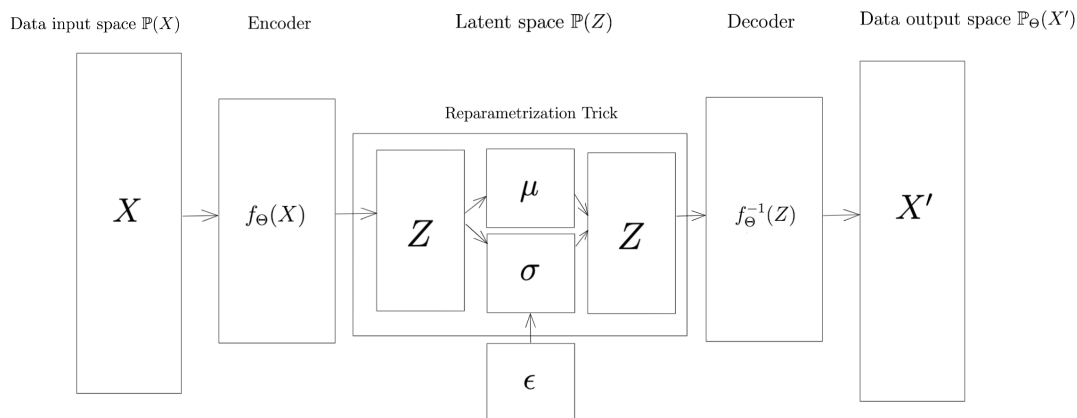 Data input space ℙ(X)
Encoder
Latent space ℙ(Z)
Decoder
Data output space ℙ_Θ(X′)
Reparametrization Trick
X
f_Θ(X)
Z
μ
σ
Z
f_Θ^{-1}(Z)
X′
ϵ